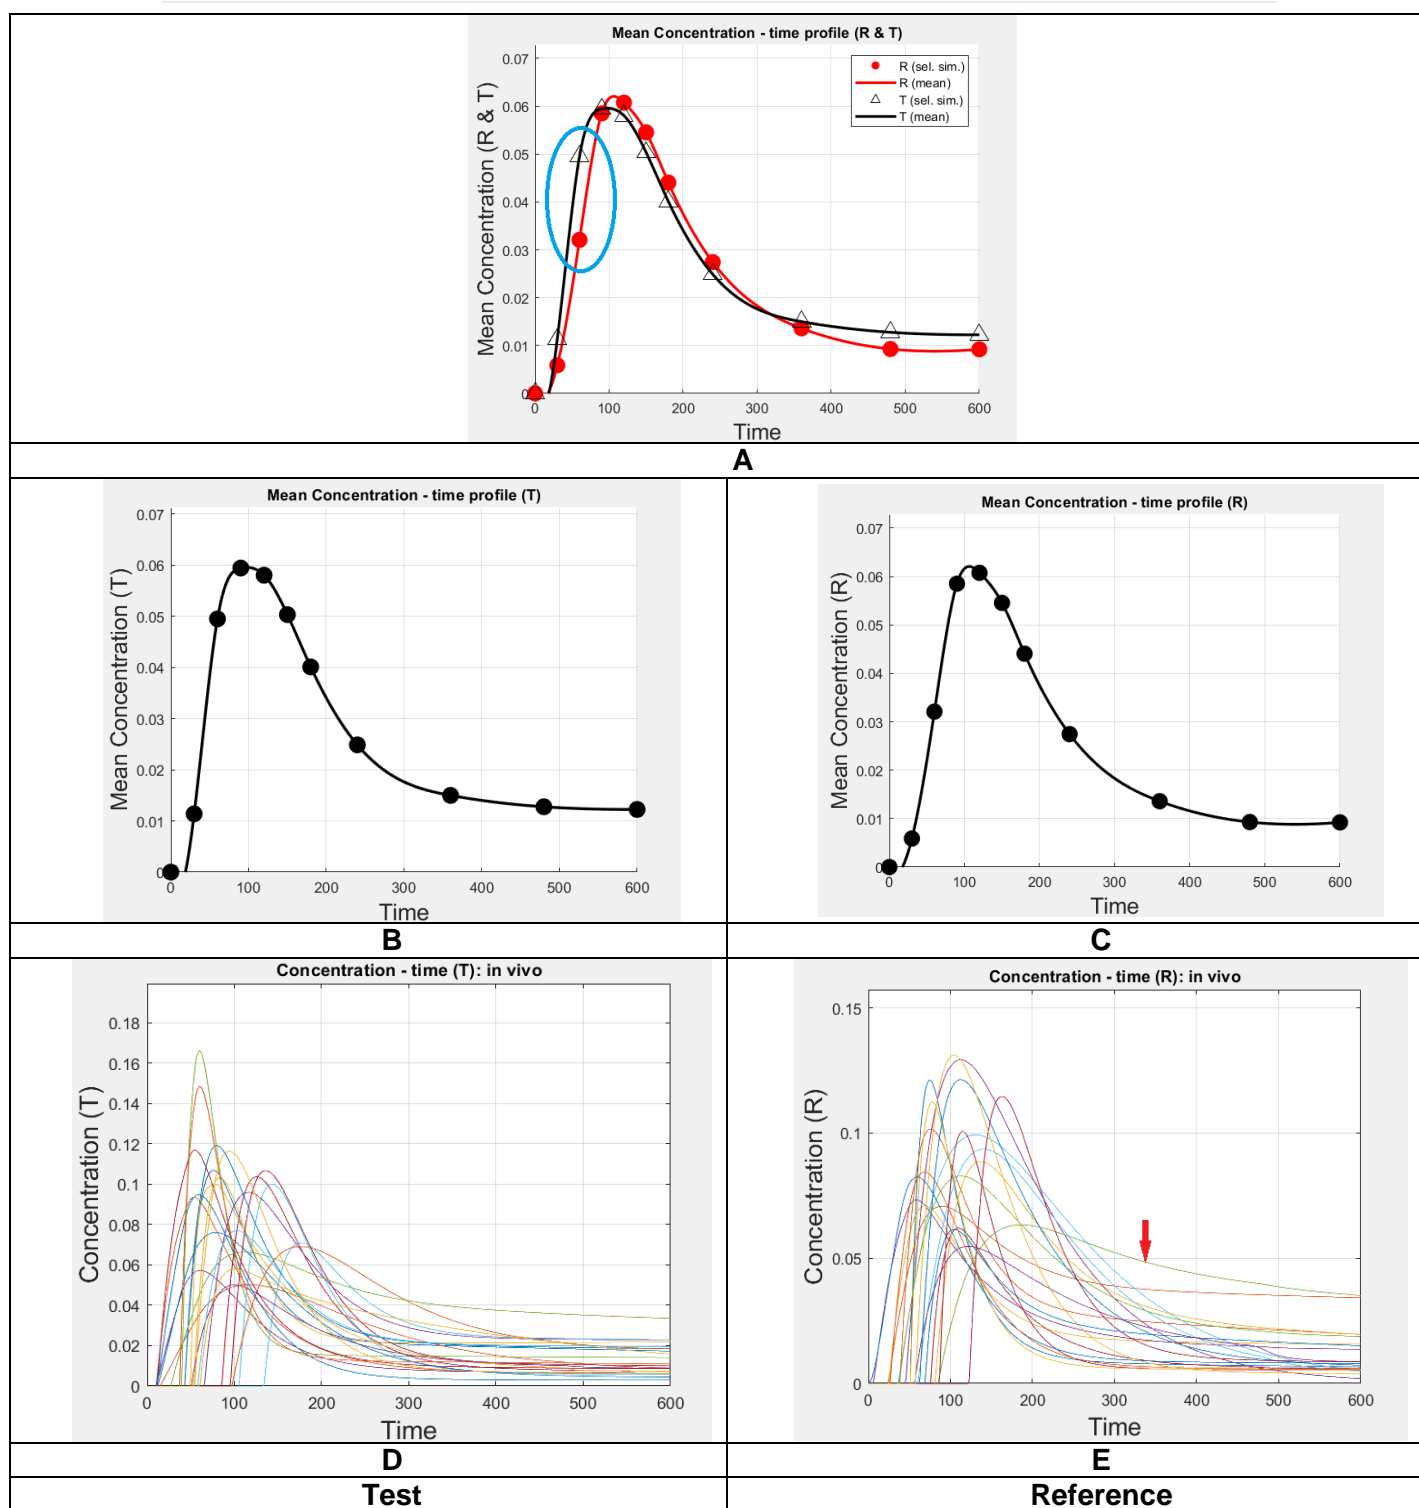 Mean Concentration - time profile (R & T)
Mean Concentration (R & T)
0.07
0.06
0.05
0.04
0.03
0.02
0.01
0
R (sel. sim.)
R (mean)
T (sel. sim.)
T (mean)
0 100 200 300 400 500 600
Time
A
Mean Concentration - time profile (T)
Mean Concentration (T)
0.07
0.06
0.05
0.04
0.03
0.02
0.01
0
0 100 200 300 400 500 600
Time
Mean Concentration - time profile (R)
Mean Concentration (R)
0.07
0.06
0.05
0.04
0.03
0.02
0.01
0
0 100 200 300 400 500 600
Time
B
C
Concentration - time (T): in vivo
Concentration (T)
0.18
0.16
0.14
0.12
0.1
0.08
0.06
0.04
0.02
0
0 100 200 300 400 500 600
Time
Concentration - time (R): in vivo
Concentration (R)
0.15
0.1
0.05
0
0 100 200 300 400 500 600
Time
D
E
Test
Reference